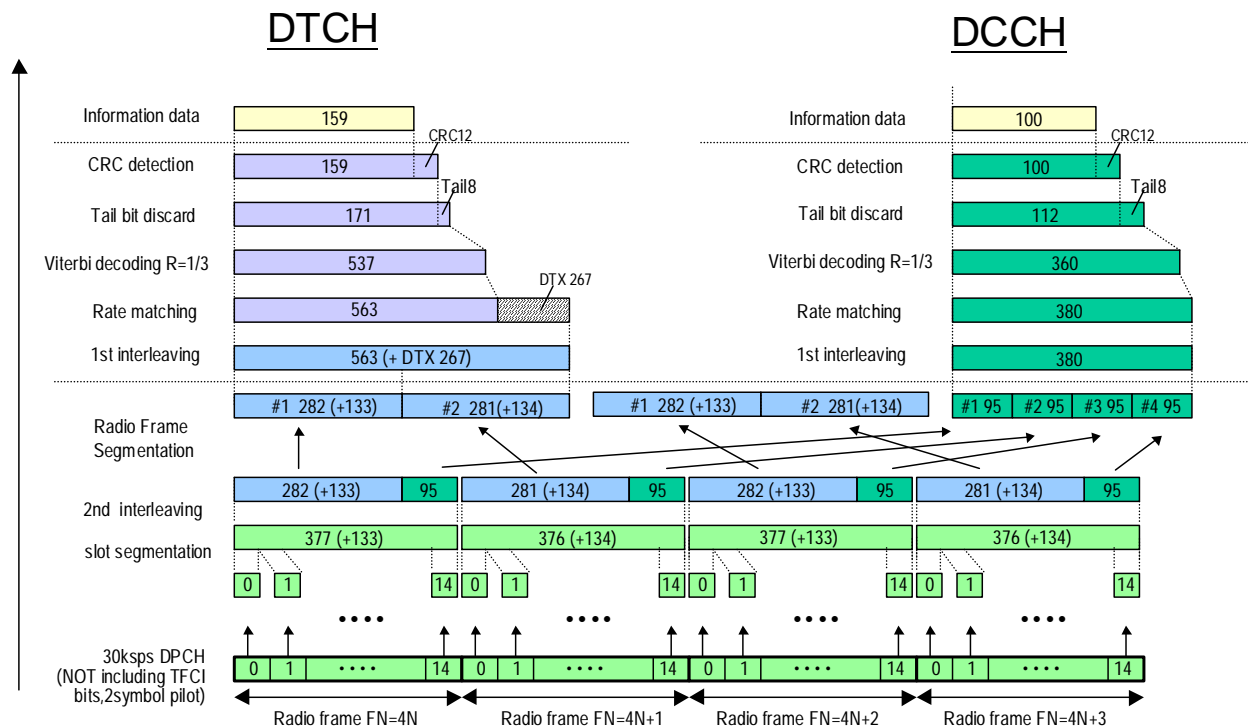 DTCH
DCCH
Information data
159
CRC12
CRC detection
159
Tail8
Tail bit discard
171
Viterbi decoding R=1/3
537
DTX 267
Rate matching
563
1st interleaving
563 (+ DTX 267)
Information data
100
CRC12
CRC detection
100
Tail8
Tail bit discard
112
Viterbi decoding R=1/3
360
Rate matching
380
1st interleaving
380
#1 282 (+133)
#2 281(+134)
#1 282 (+133)
#2 281(+134)
#1 95
#2 95
#3 95
#4 95
Radio Frame
Segmentation
282 (+133)
95
281 (+134)
95
282 (+133)
95
281 (+134)
95
2nd interleaving
377 (+133)
376 (+134)
377 (+133)
376 (+134)
slot segmentation
0
1
14
0
1
14
0
1
14
0
1
14
30ksps DPCH
(NOT including TFCI
bits,2symbol pilot)
0
1
14
0
1
14
0
1
14
0
1
14
Radio frame FN=4N
Radio frame FN=4N+1
Radio frame FN=4N+2
Radio frame FN=4N+3